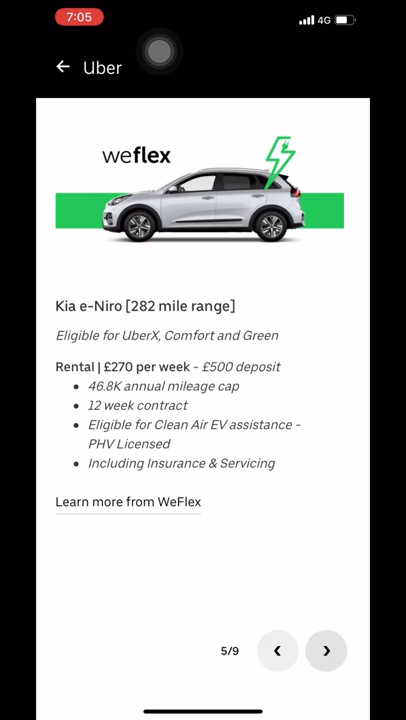 7:05
4G
Uber
weflex
Kia e-Niro [282 mile range]
Eligible for UberX, Comfort and Green
Rental | £270 per week - £500 deposit
46.8K annual mileage cap
12 week contract
Eligible for Clean Air EV assistance -
PHV Licensed
Including Insurance & Servicing
Learn more from WeFlex
5/9